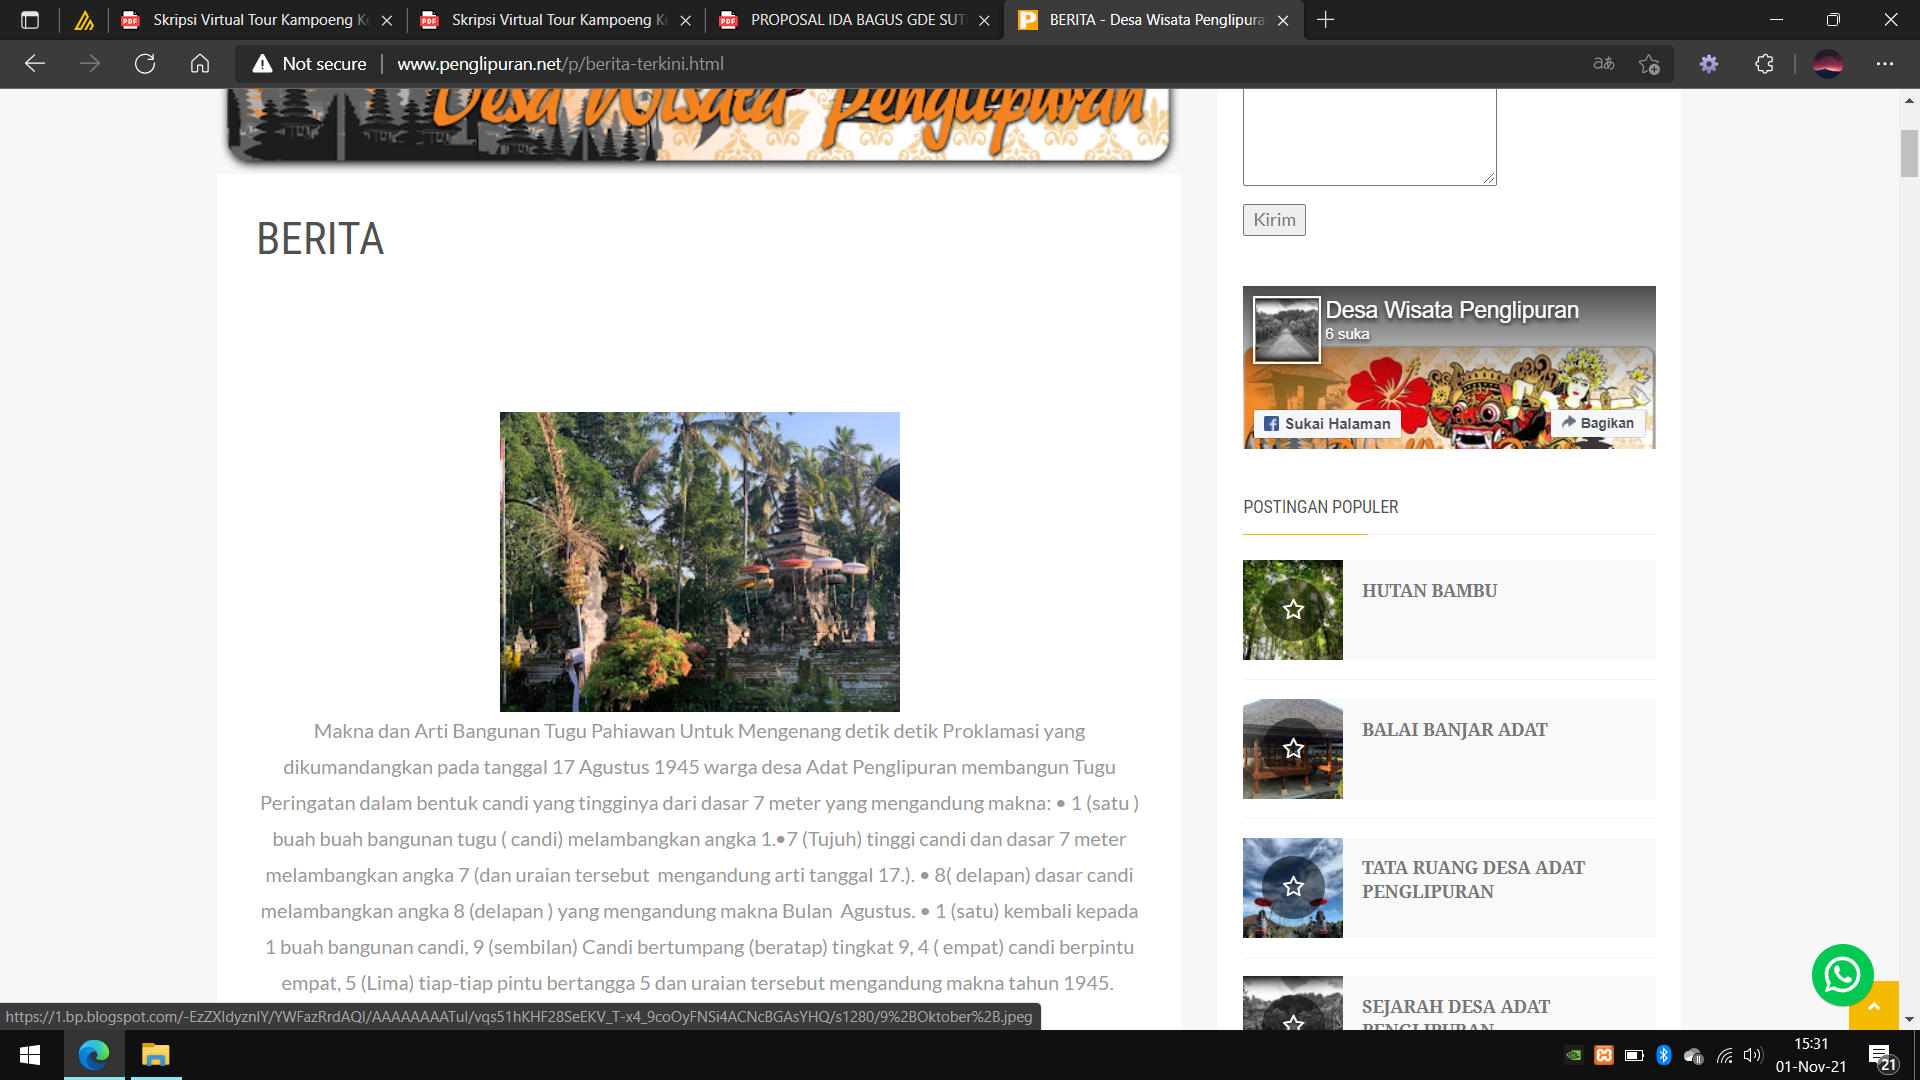 Skripsi Virtual Tour Kampoeng Ke
Skripsi Virtual Tour Kampoeng Ke
PROPOSAL IDA BAGUS GDE SUTI
BERITA - Desa Wisata Penglipura
Not secure
www.penglipuran.net/p/berita-terkini.html
Desa Wisata Penglipuran
BERITA
Makna dan Arti Bangunan Tugu Pahiawan Untuk Mengenang detik detik Proklamasi yang
dikumandangkan pada tanggal 17 Agustus 1945 warga desa Adat Penglipuran membangun Tugu
Peringatan dalam bentuk candi yang tingginya dari dasar 7 meter yang mengandung makna: • 1 (satu )
buah buah bangunan tugu ( candi) melambangkan angka 1.•7 (Tujuh) tinggi candi dan dasar 7 meter
melambangkan angka 7 (dan uraian tersebut  mengandung arti tanggal 17.). • 8( delapan) dasar candi
melambangkan angka 8 (delapan ) yang mengandung makna Bulan  Agustus. • 1 (satu) kembali kepada
1 buah bangunan candi, 9 (sembilan) Candi bertumpang (beratap) tingkat 9, 4 ( empat) candi berpintu
empat, 5 (Lima) tiap-tiap pintu bertangga 5 dan uraian tersebut mengandung makna tahun 1945.
Kirim
Desa Wisata Penglipuran
6 suka
Sukai Halaman
Bagikan
POSTINGAN POPULER
HUTAN BAMBU
BALAI BANJAR ADAT
TATA RUANG DESA ADAT
PENGLIPURAN
SEJARAH DESA ADAT
PENGLIPURAN
https://1.bp.blogspot.com/-EzZXIdyznlY/YWFazRrdAQI/AAAAAAAATuI/vqs51hKHF28SeEKV_T-x4_9coOyFNSi4ACNcBGAsYHQ/s1280/9%2BOktober%2B.jpeg
15:31
01-Nov-21
21